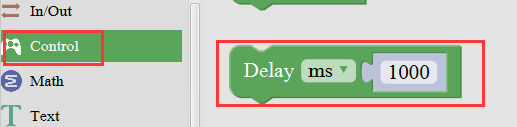 In/Out
Control
Math
Text
Delay ms 1000